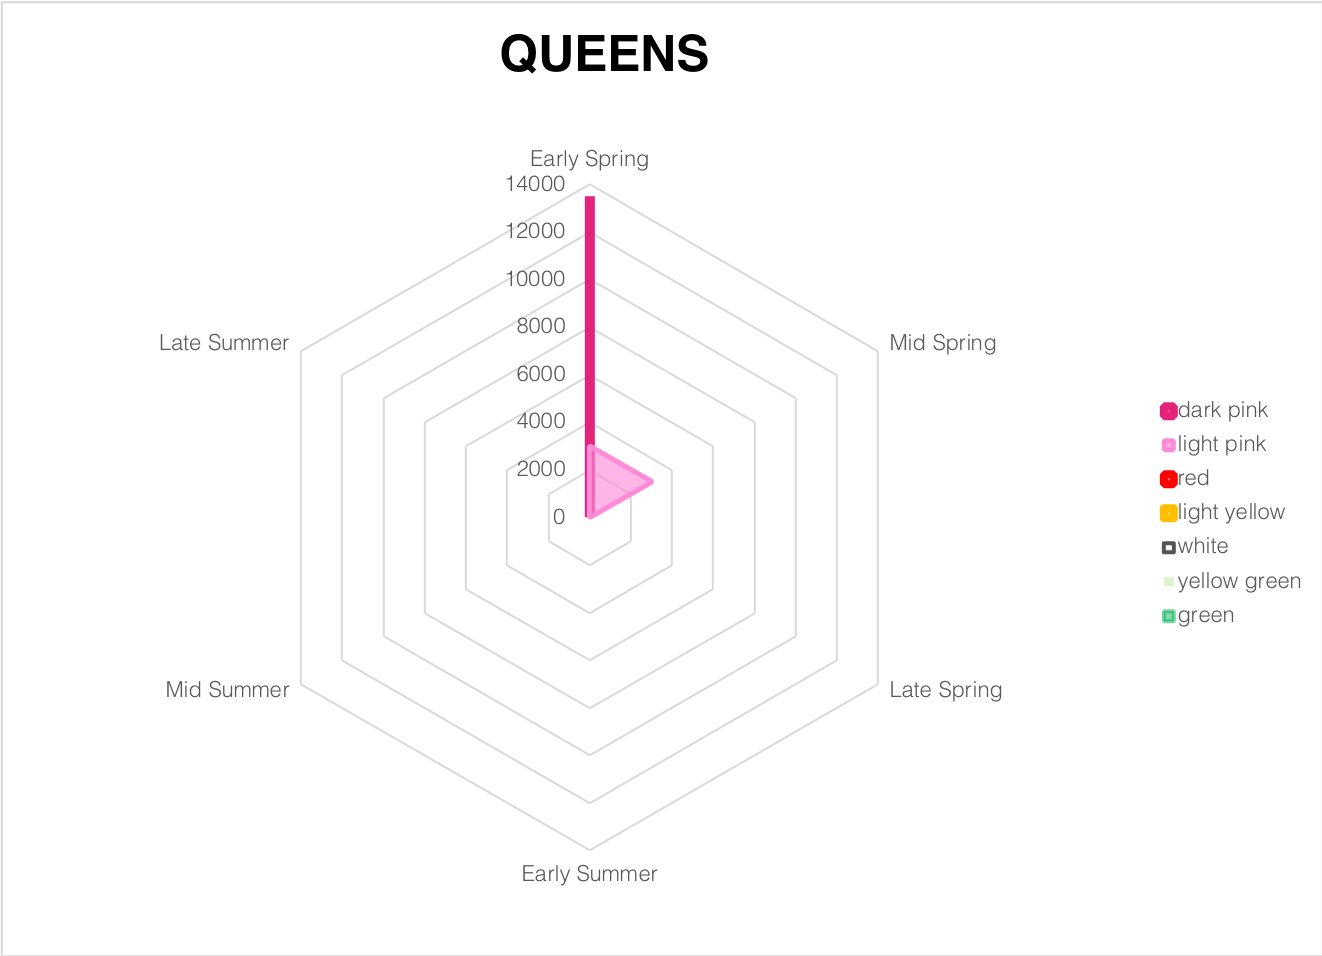 QUEENS
Early Spring
14000
12000
10000
8000
6000
4000
2000
0
Late Summer
Mid Spring
Mid Summer
Late Spring
Early Summer
dark pink
light pink
red
light yellow
white
yellow green
green